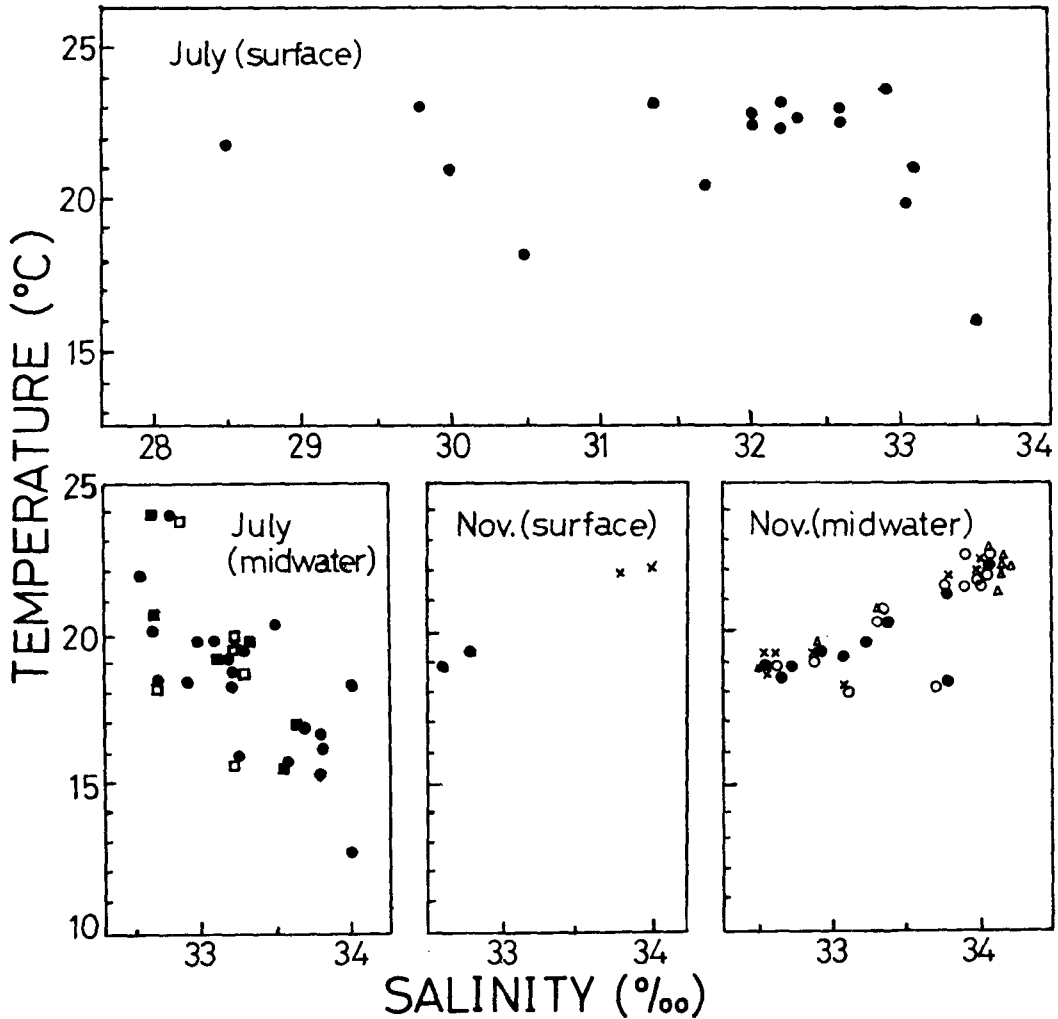 July (surface)
25
20
15
28 29 30 31 32 33 34
TEMPERATURE (°C)
25
20
15
10
July
(midwater)
33 34
Nov. (surface)
33 34
Nov. (midwater)
33 34
SALINITY (‰)